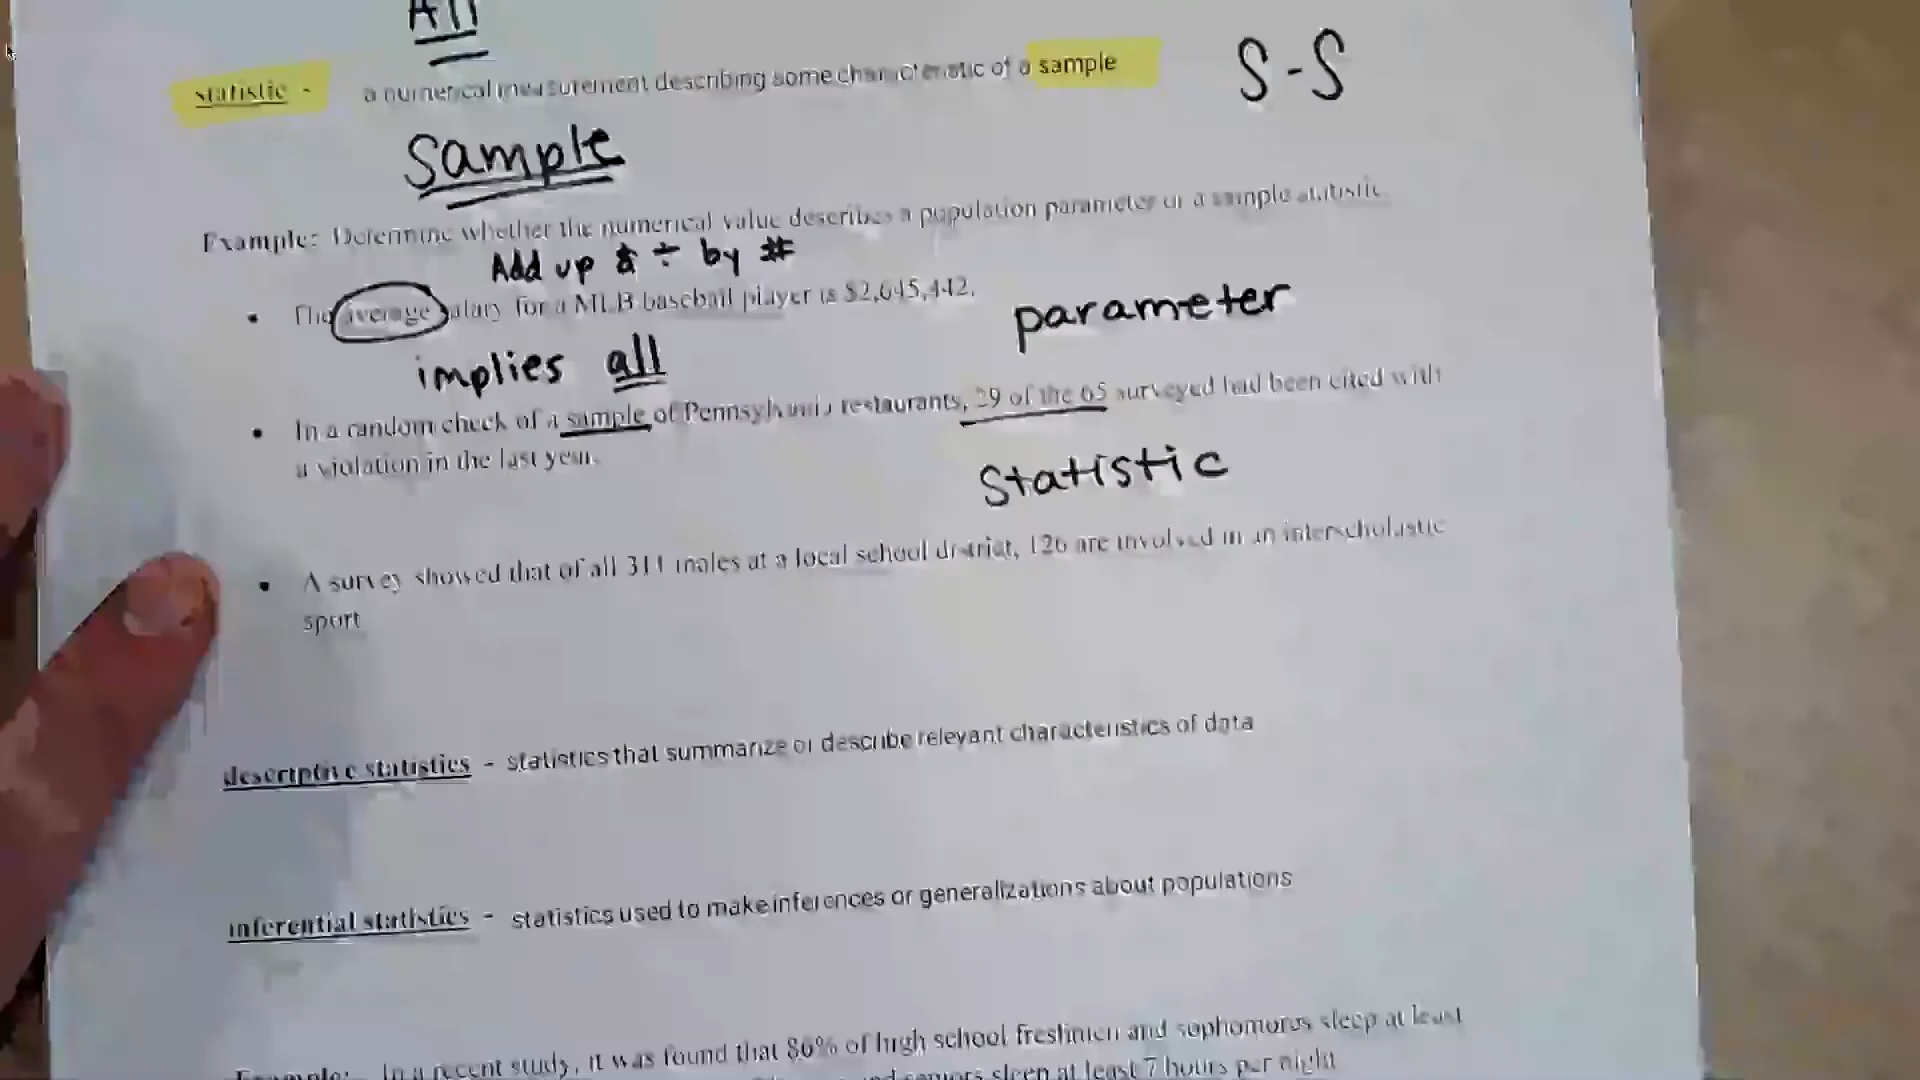 All
statistic - a numerical measurement describing some characteristic of a sample S-S
Sample
Example: Determine whether the numerical value describes a population parameter or a sample statistic.
Add up & ÷ by #
The average salary for a MLB baseball player is $2,645,442.
parameter
implies all
In a random check of a sample of Pennsylvania restaurants, 29 of the 65 surveyed had been cited with
a violation in the last year.
Statistic
A survey showed that of all 311 males at a local school district, 126 are involved in an interscholastic
sport
descriptive statistics - statistics that summarize or describe relevant characteristics of data
inferential statistics - statistics used to make inferences or generalizations about populations
Example: In a recent study, it was found that 86% of high school freshmen and sophomores sleep at least
and seniors sleep at least 7 hours per night